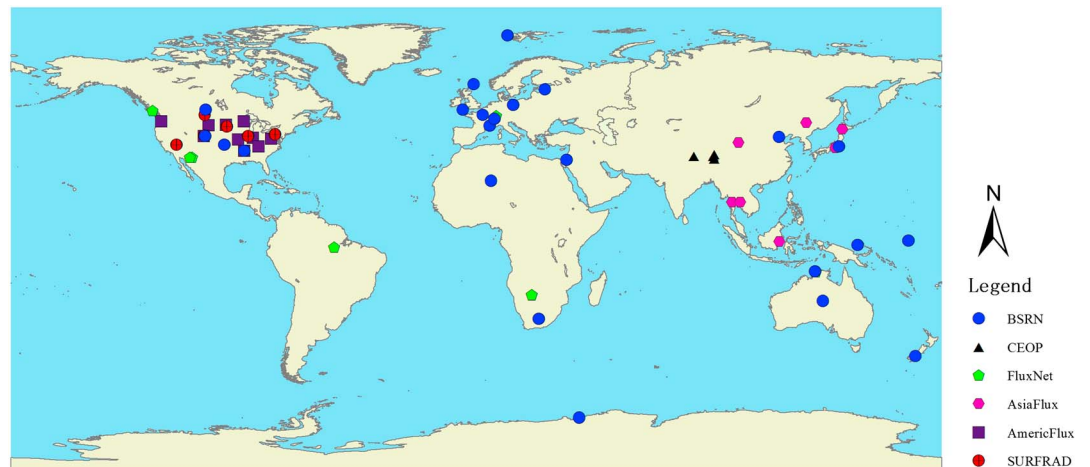 N
Legend
BSRN
CEOP
FluxNet
AsiaFlux
AmericFlux
SURFRAD